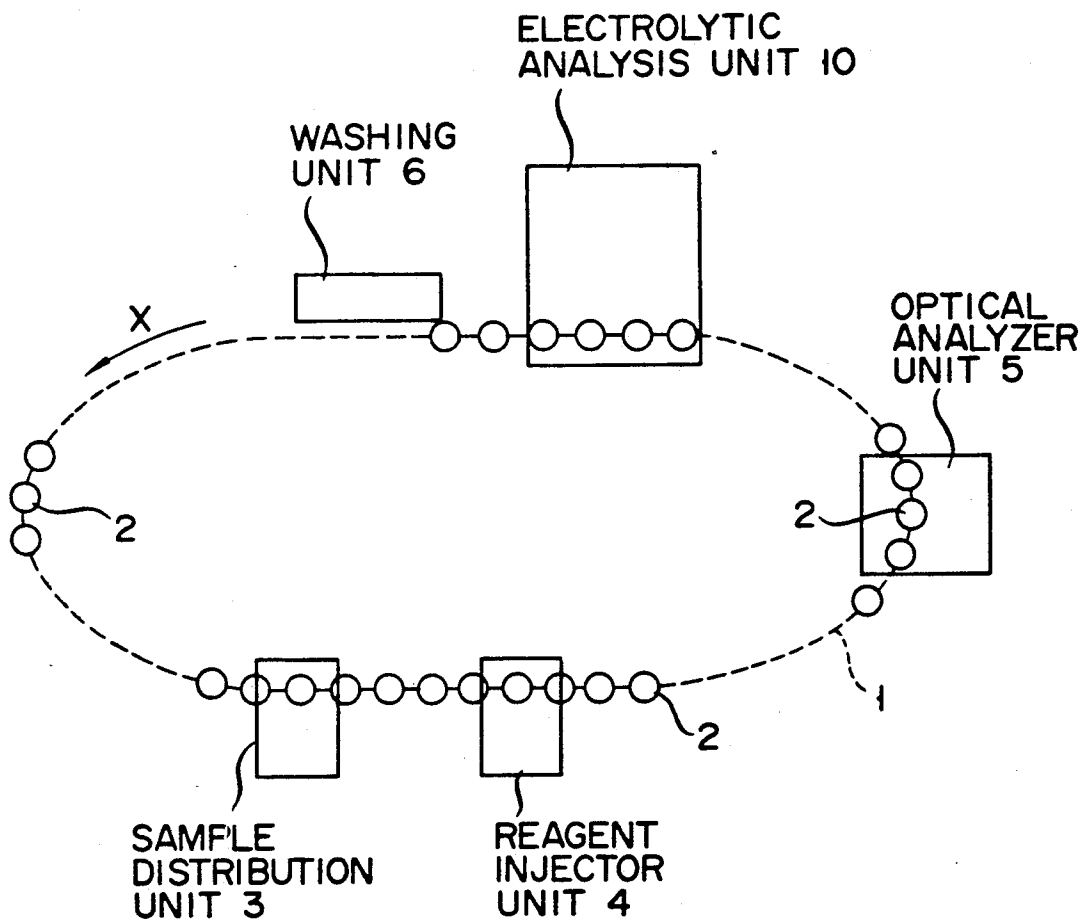 ELECTROLYTIC
ANALYSIS UNIT 10
WASHING
UNIT 6
X
OPTICAL
ANALYZER
UNIT 5
2
2
1
2
SAMPLE
DISTRIBUTION
UNIT 3
REAGENT
INJECTOR
UNIT 4